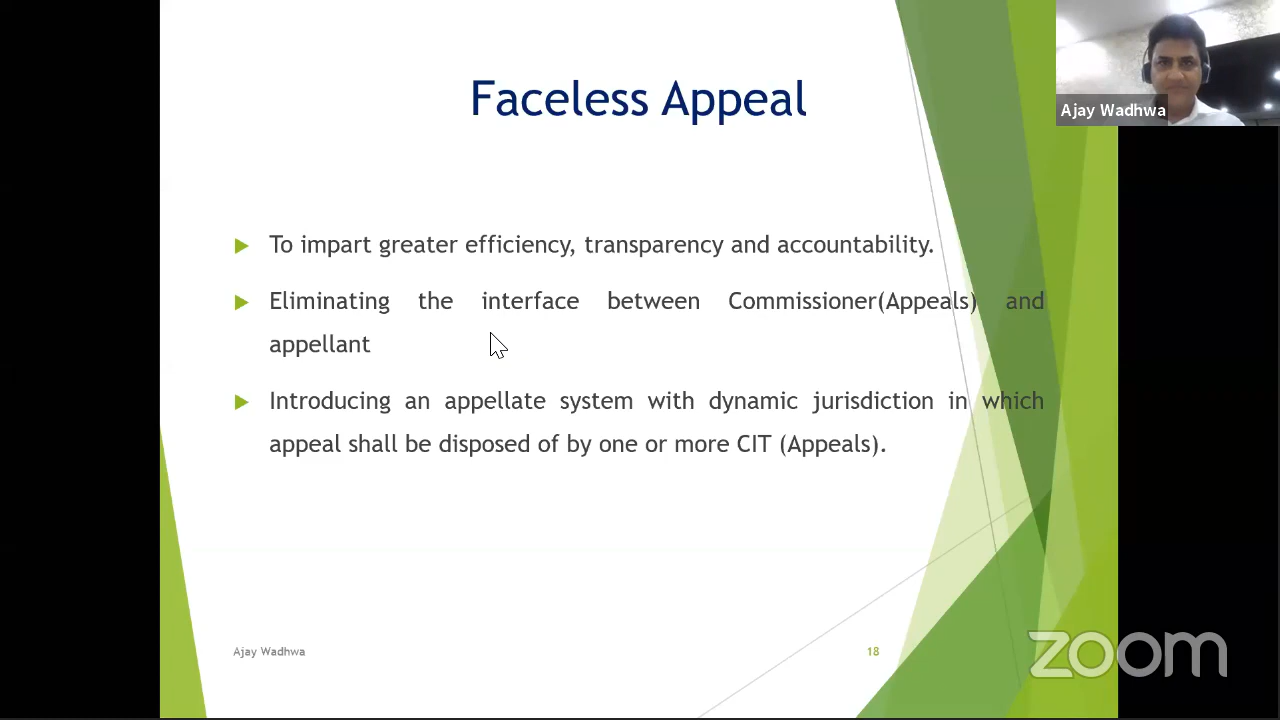 Faceless Appeal
Ajay Wadhwa
To impart greater efficiency, transparency and accountability.
Eliminating the interface between Commissioner(Appeals) and
appellant
Introducing an appellate system with dynamic jurisdiction in which
appeal shall be disposed of by one or more CIT (Appeals).
Ajay Wadhwa
18
zoom